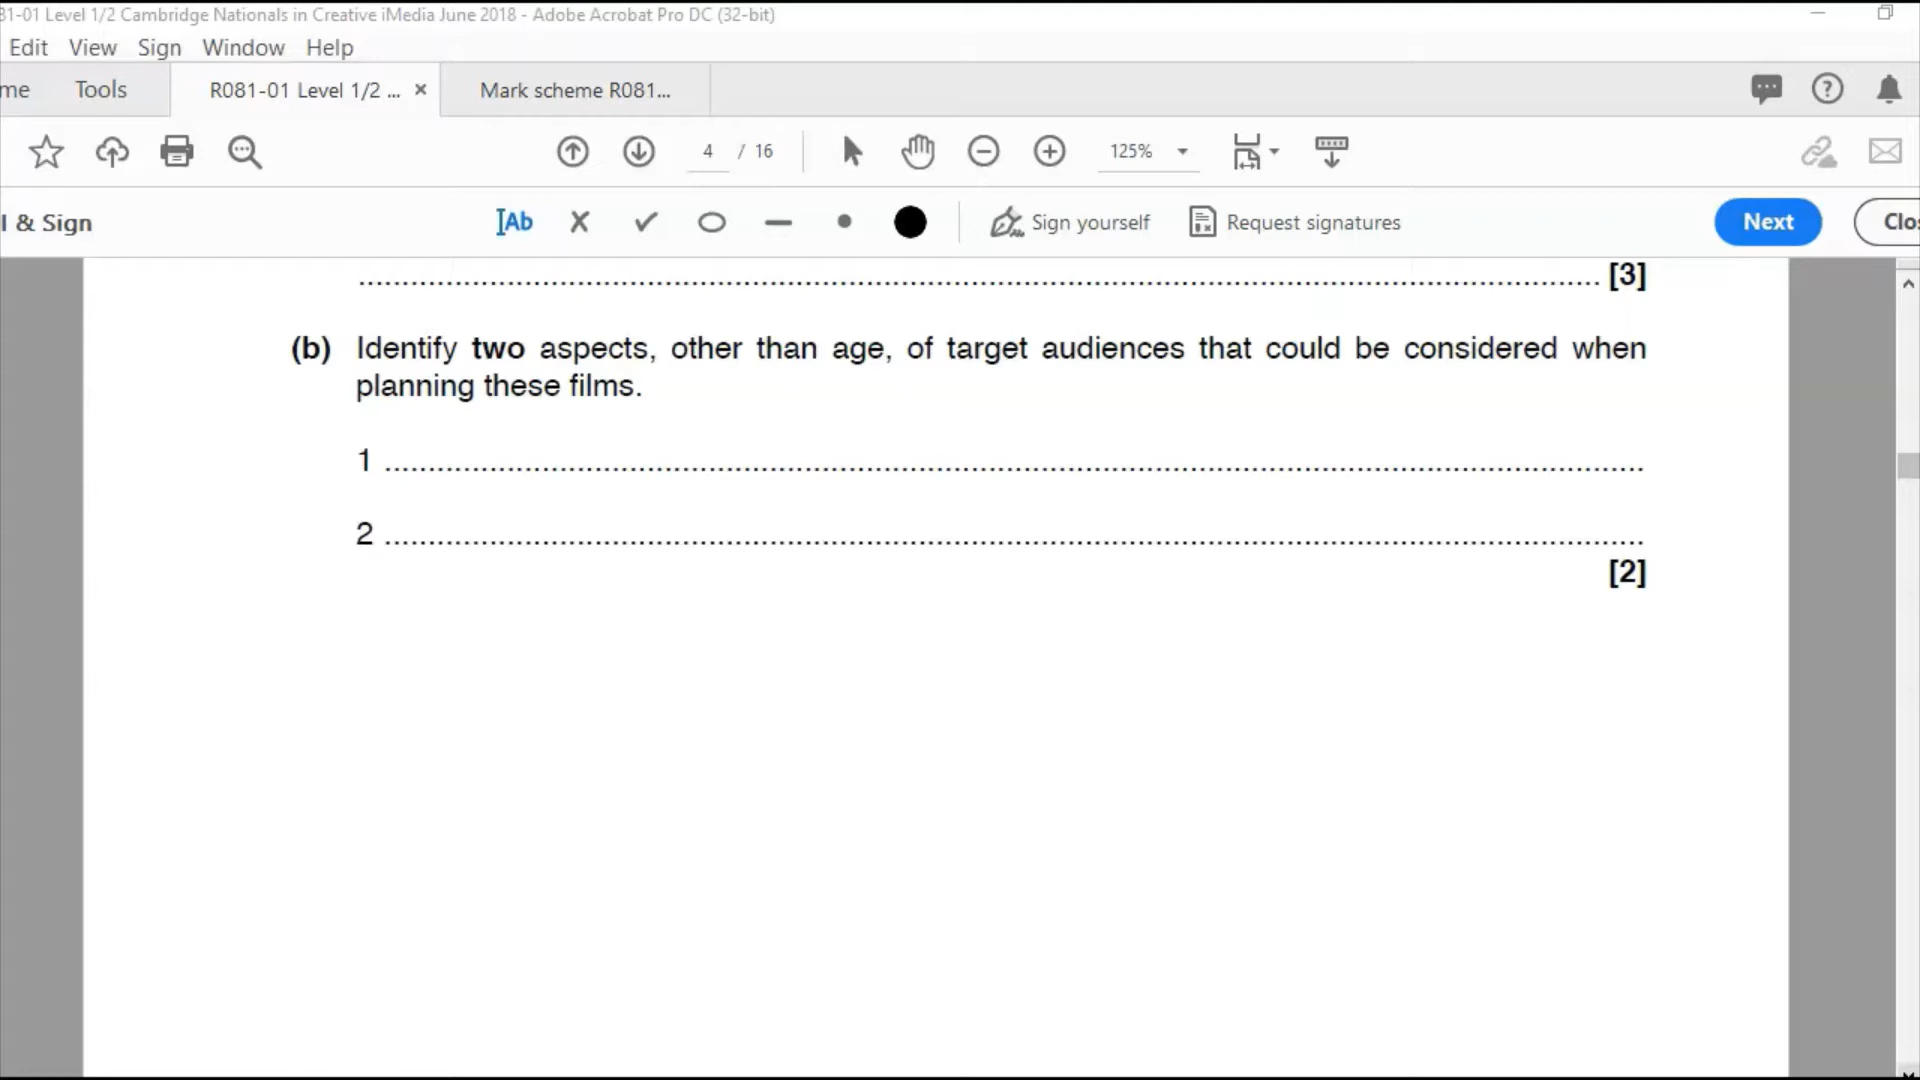 81-01 Level 1/2 Cambridge Nationals in Creative iMedia June 2018 - Adobe Acrobat Pro DC (32-bit)
Edit View Sign Window Help
me Tools R081-01 Level 1/2 ... × Mark scheme R081...
4 / 16 125%
l & Sign Ab Sign yourself Request signatures Next Clo
.......... [3]
(b) Identify two aspects, other than age, of target audiences that could be considered when
planning these films.
1 ..........
2 ..........
[2]